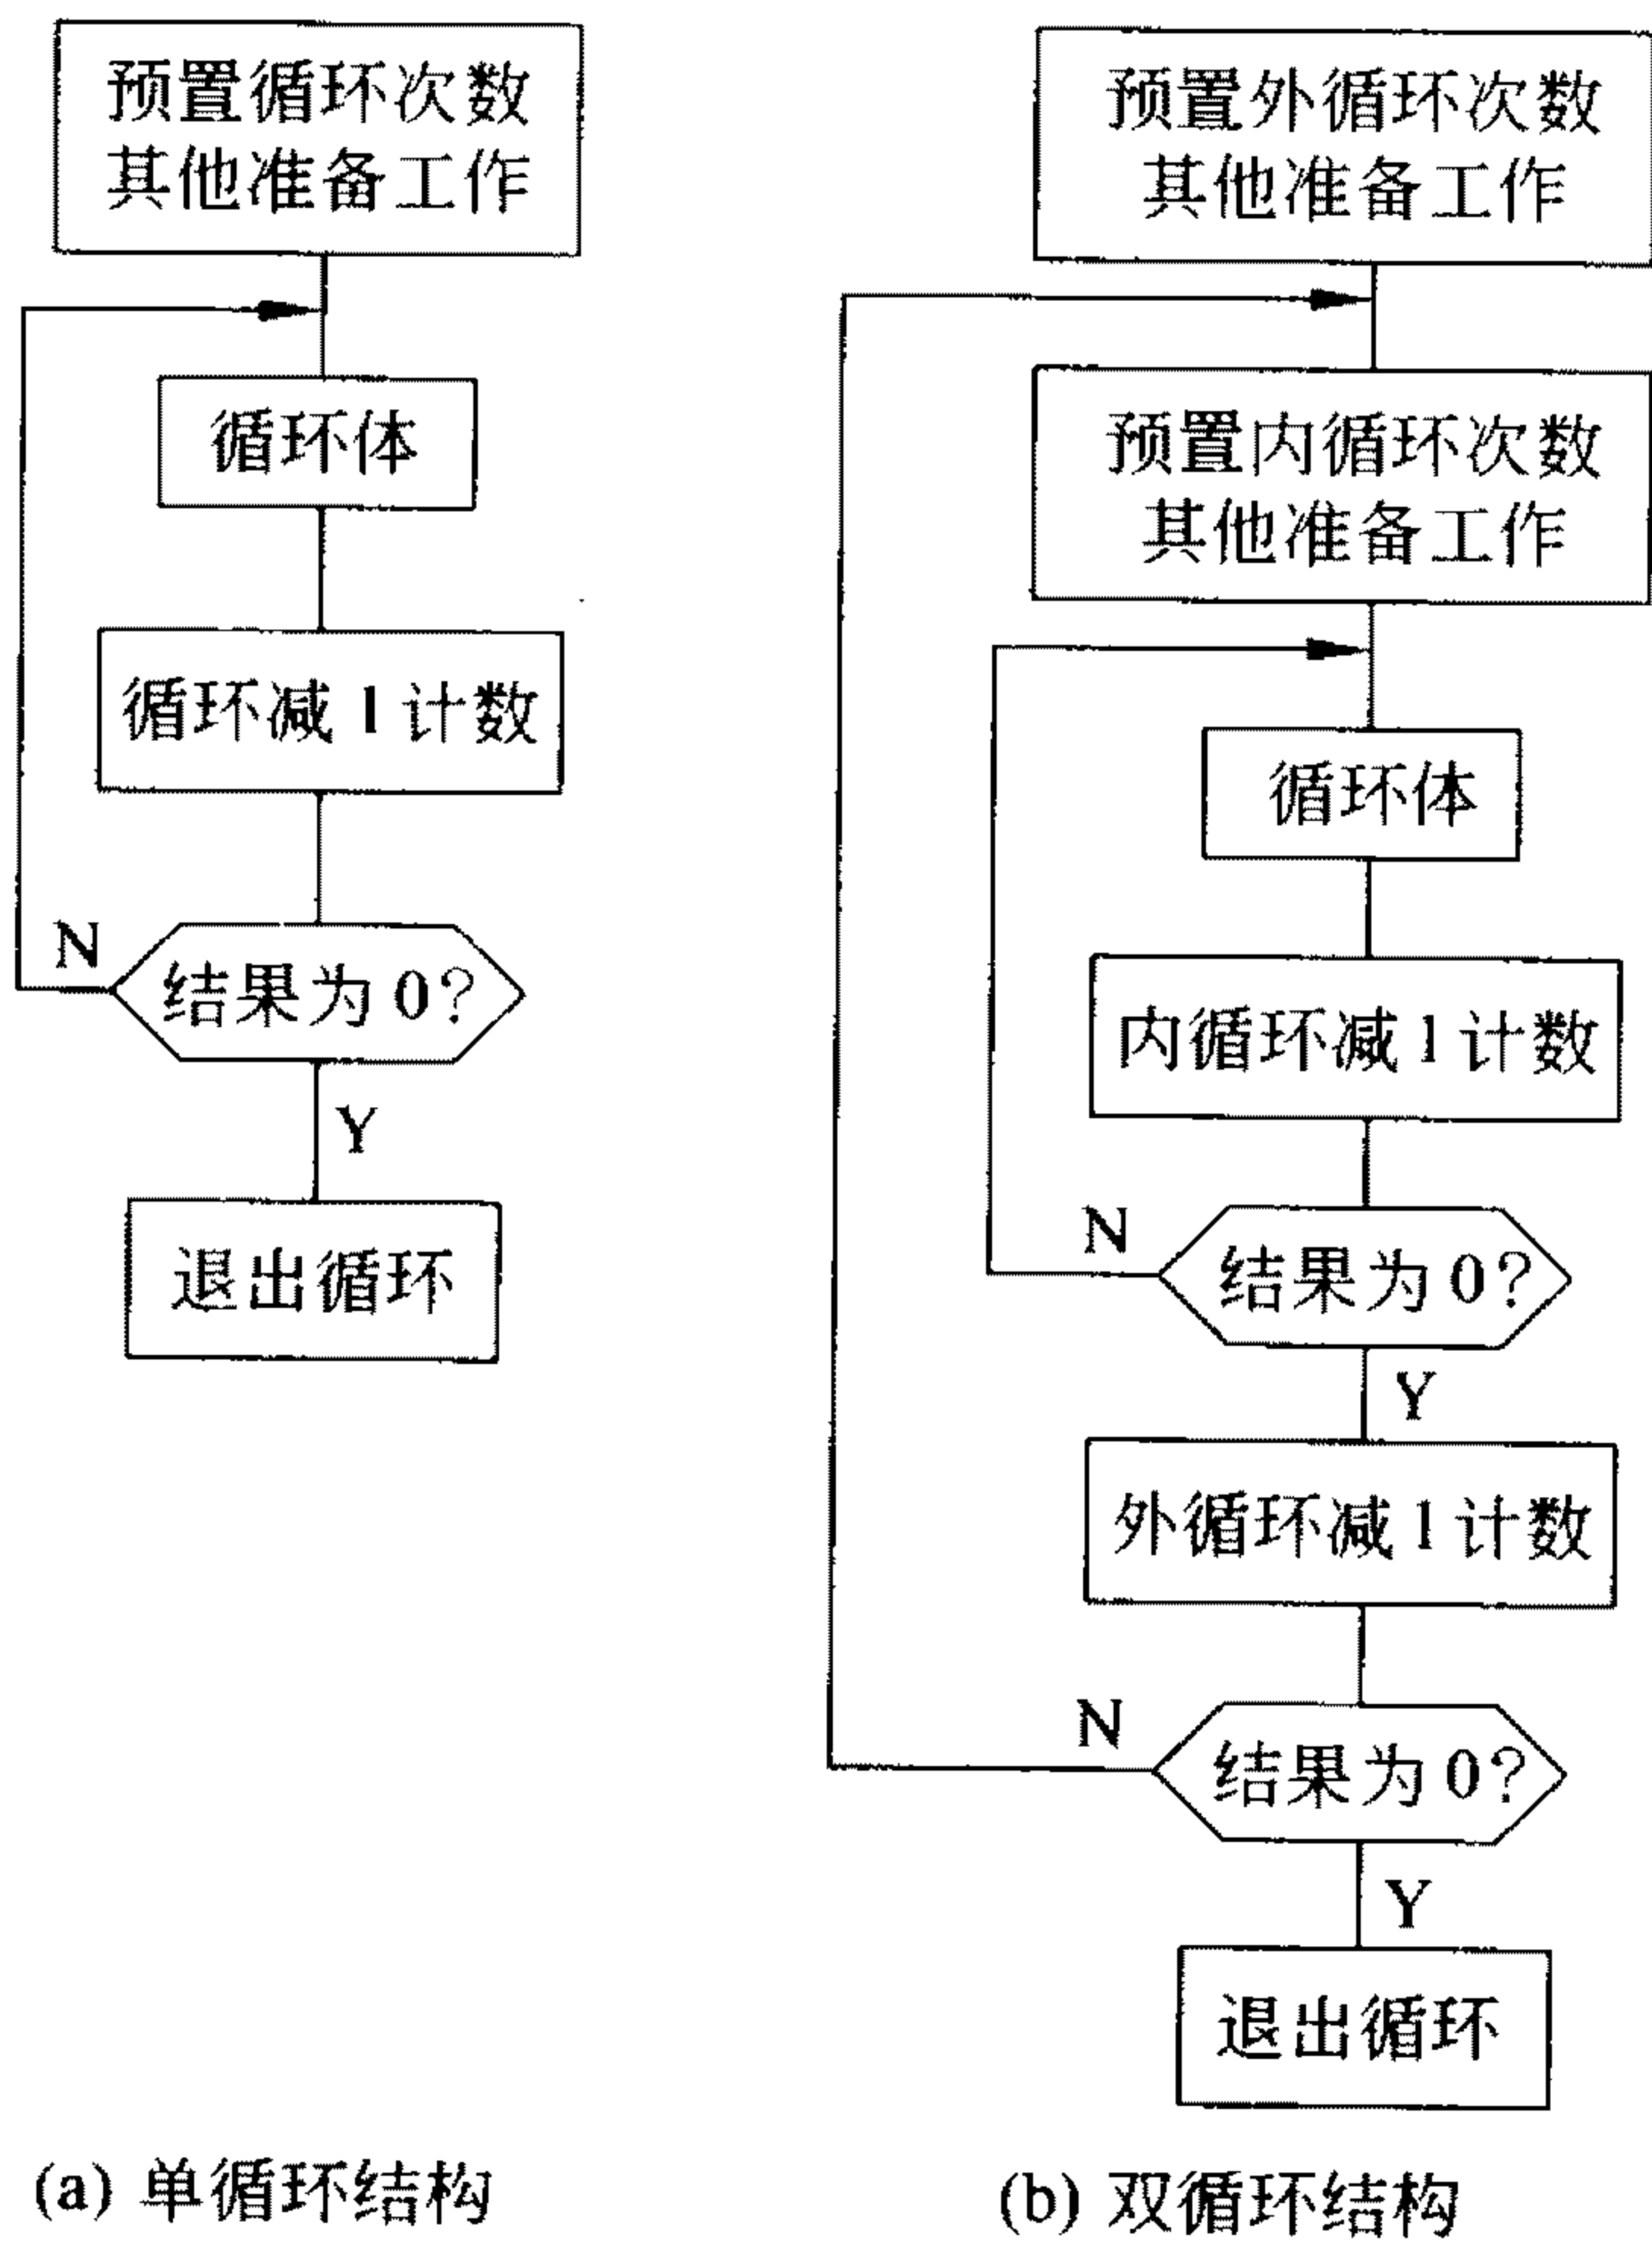 预置循环次数
其他准备工作
循环体
循环减1计数
N
结果为0?
Y
退出循环
(a) 单循环结构
预置外循环次数
其他准备工作
预置内循环次数
其他准备工作
循环体
内循环减1计数
N
结果为0?
Y
外循环减1计数
N
结果为0?
Y
退出循环
(b) 双循环结构